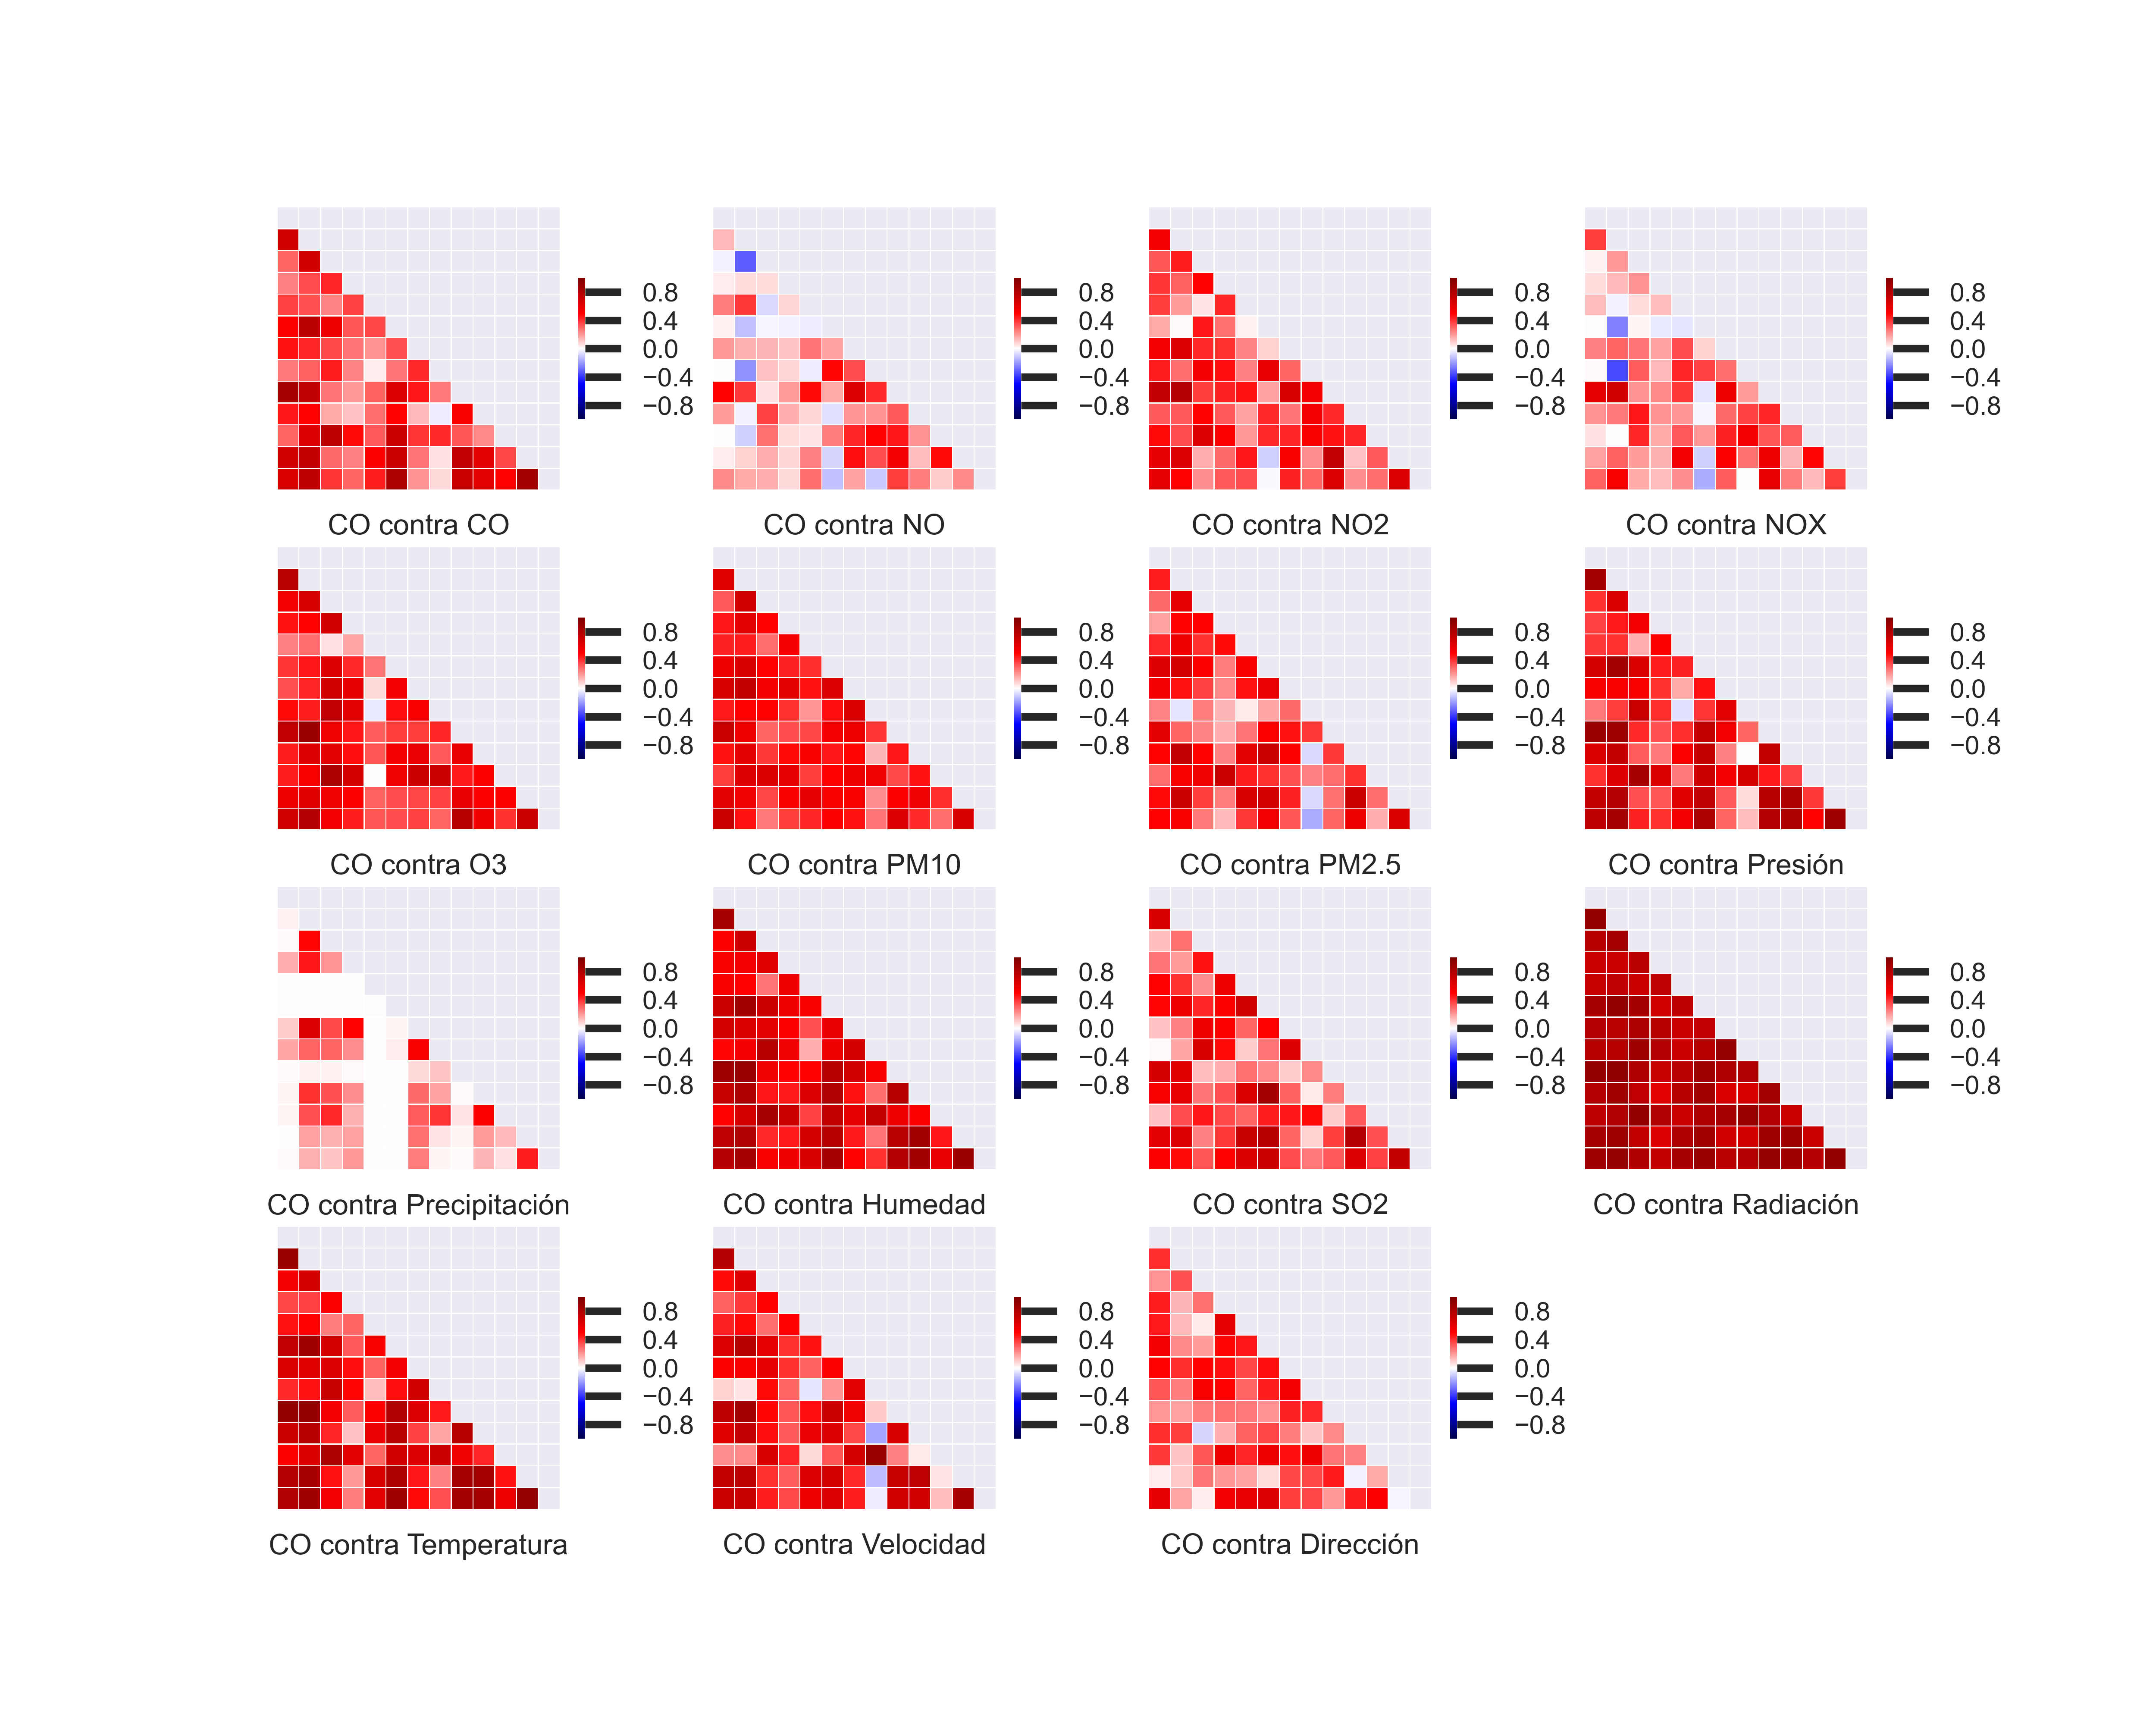 0.8 0.8 0.8 0.8
0.4 0.4 0.4 0.4
0.0 0.0 0.0 0.0
−0.4 −0.4 −0.4 −0.4
−0.8 −0.8 −0.8 −0.8
CO contra CO CO contra NO CO contra NO2 CO contra NOX
0.8 0.8 0.8 0.8
0.4 0.4 0.4 0.4
0.0 0.0 0.0 0.0
−0.4 −0.4 −0.4 −0.4
−0.8 −0.8 −0.8 −0.8
CO contra O3 CO contra PM10 CO contra PM2.5 CO contra Presión
0.8 0.8 0.8 0.8
0.4 0.4 0.4 0.4
0.0 0.0 0.0 0.0
−0.4 −0.4 −0.4 −0.4
−0.8 −0.8 −0.8 −0.8
CO contra Precipitación CO contra Humedad CO contra SO2 CO contra Radiación
0.8 0.8 0.8
0.4 0.4 0.4
0.0 0.0 0.0
−0.4 −0.4 −0.4
−0.8 −0.8 −0.8
CO contra Temperatura CO contra Velocidad CO contra Dirección